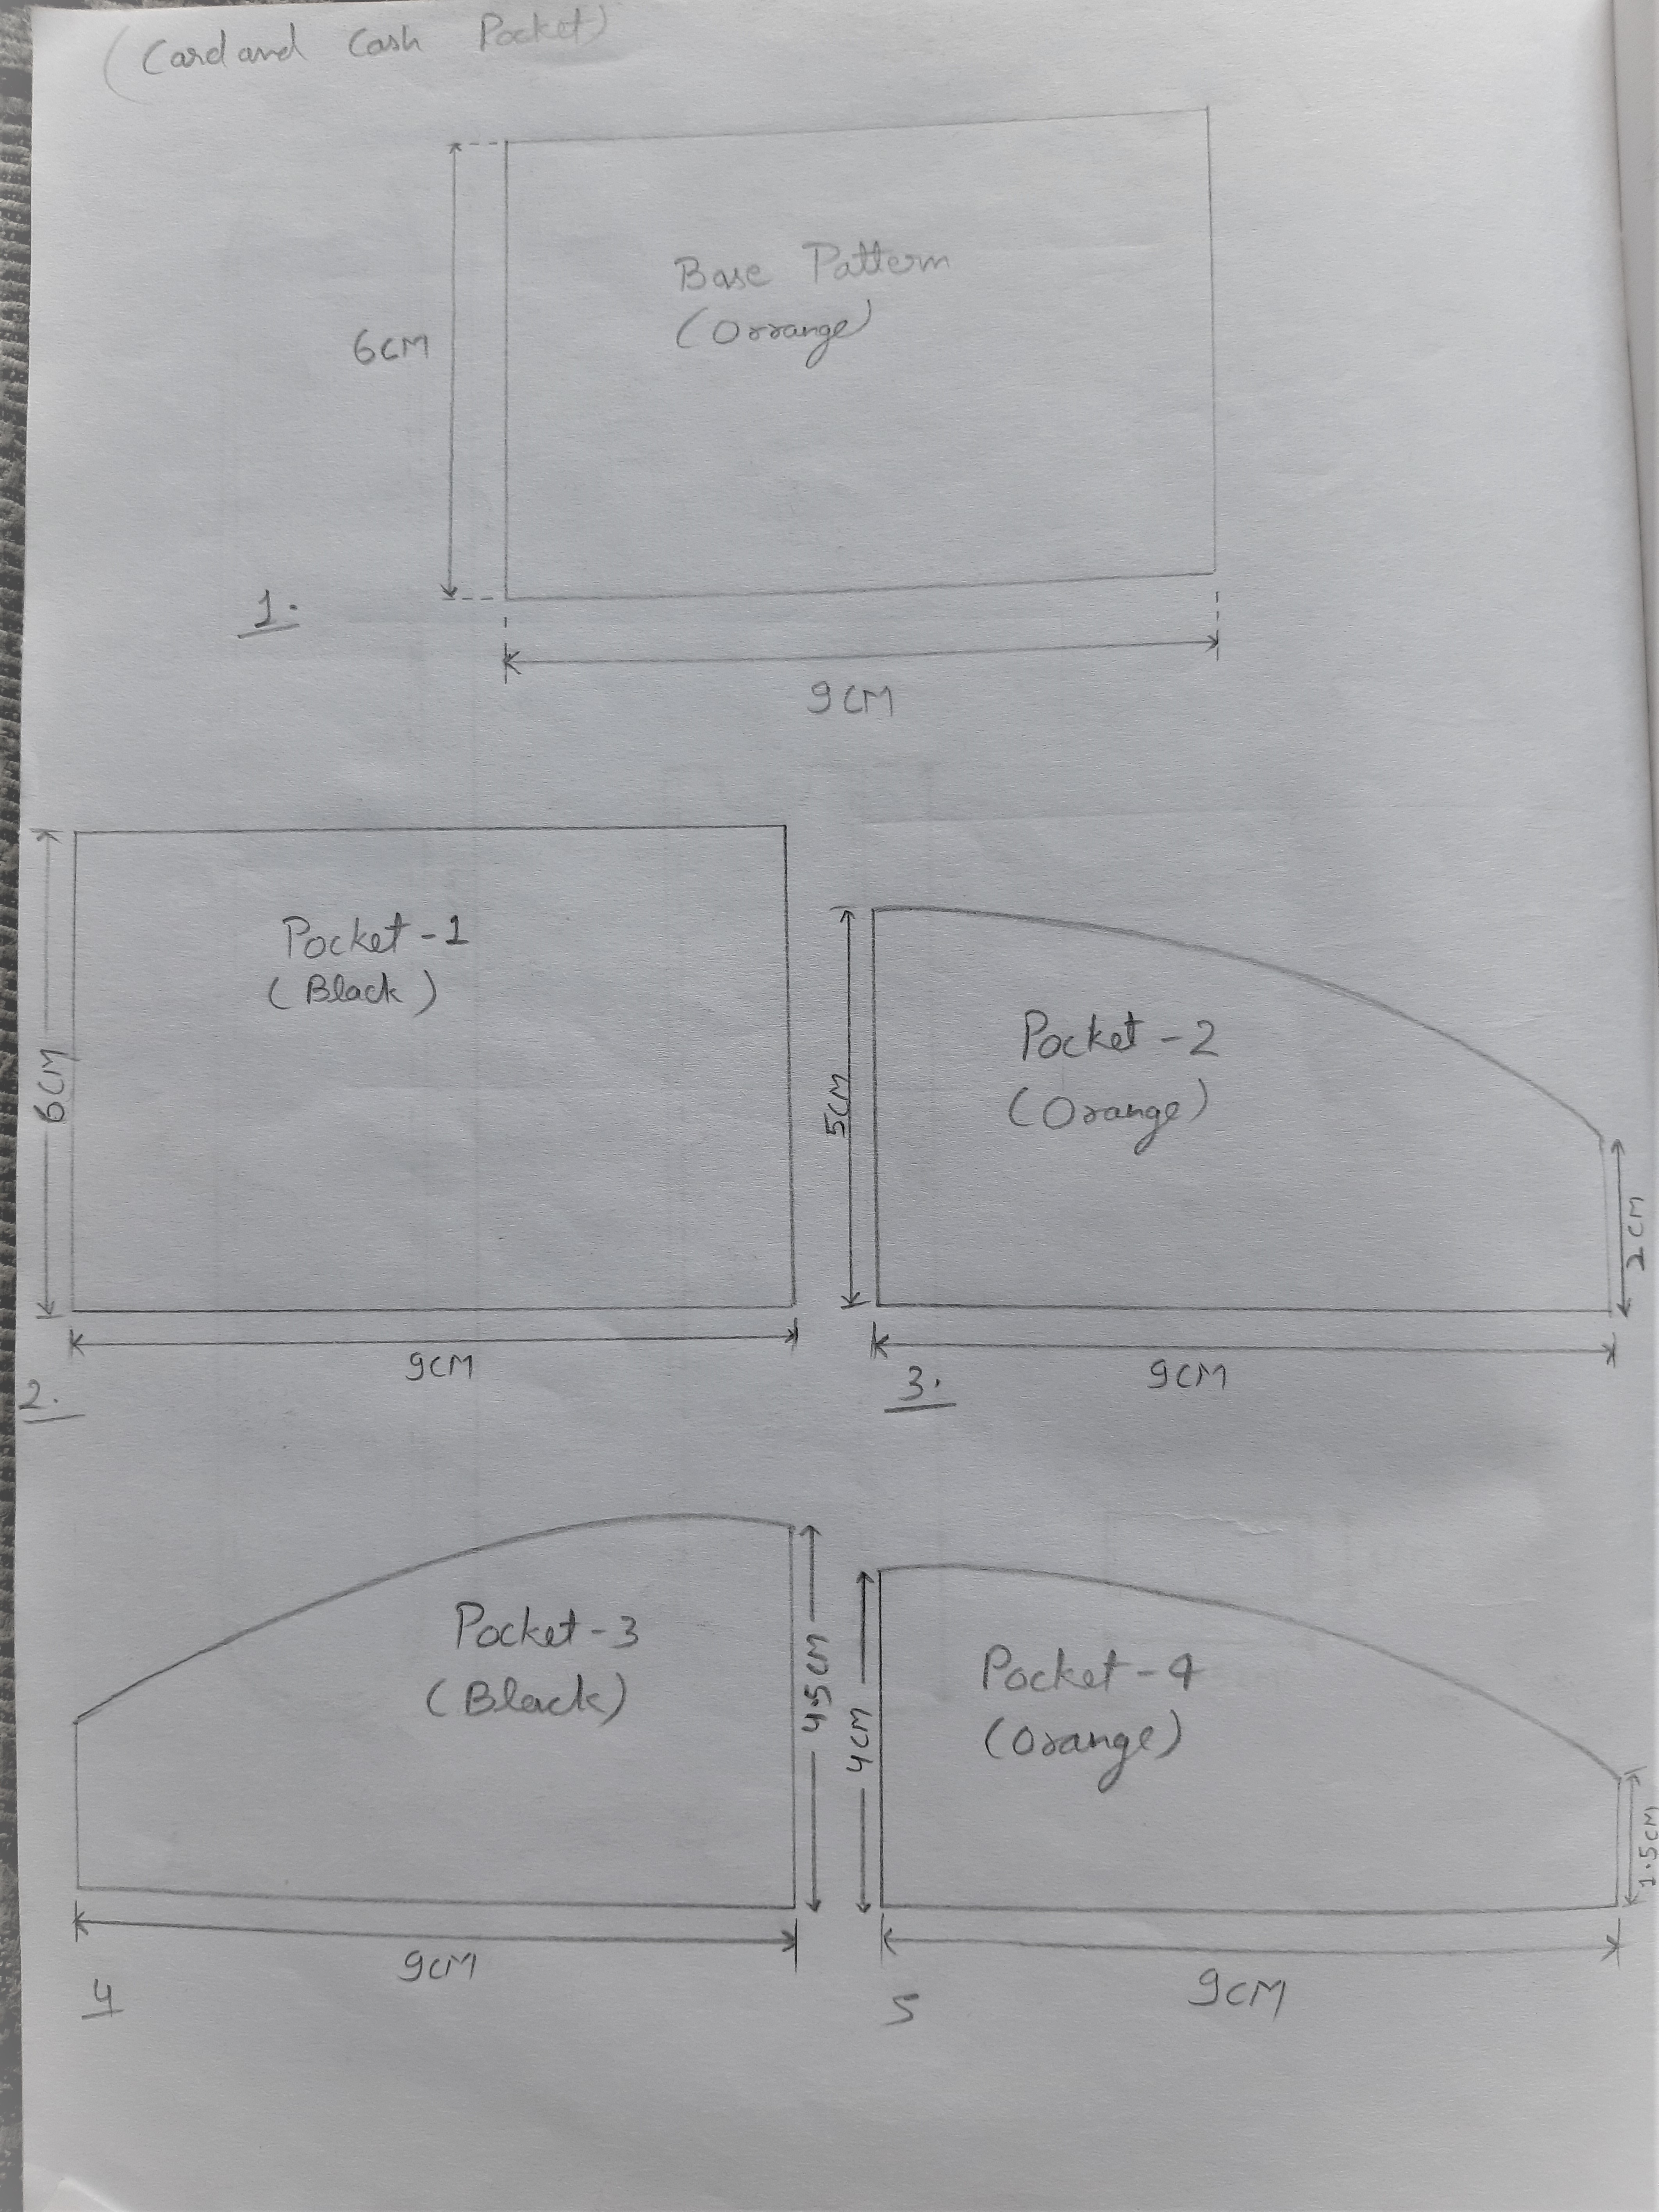 (Card and Cash Pocket)
Base Pattern
(Orrange)
6CM
1.
9CM
Pocket-1
(Black)
6CM
9CM
2.
Pocket-2
(Orange)
5CM
2CM
9CM
3.
Pocket-3
(Black)
4.5CM
9CM
4
Pocket-4
(Orange)
4CM
1.5CM
9CM
5